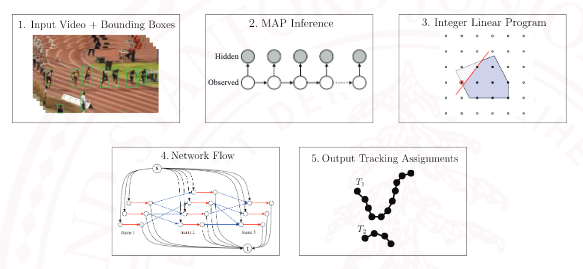 1. Input Video + Bounding Boxes
2. MAP Inference
Hidden
Observed
3. Integer Linear Program
4. Network Flow
s
frame 1
frame 2
frame 3
t
5. Output Tracking Assignments
T1
T2